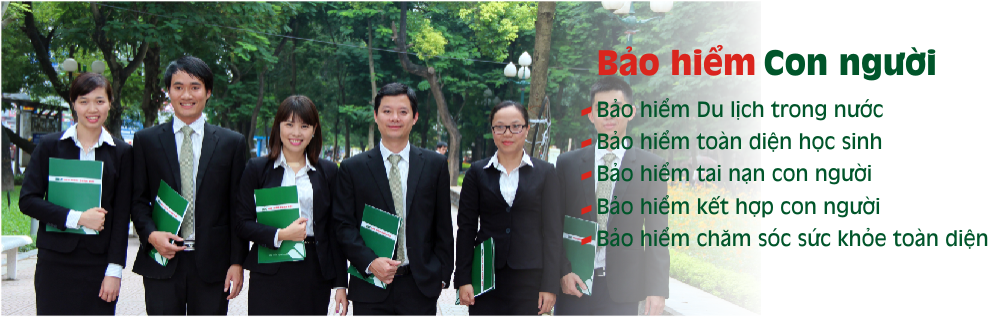 Bảo hiểm Con người
Bảo hiểm Du lịch trong nước
Bảo hiểm toàn diện học sinh
Bảo hiểm tai nạn con người
Bảo hiểm kết hợp con người
Bảo hiểm chăm sóc sức khỏe toàn diện